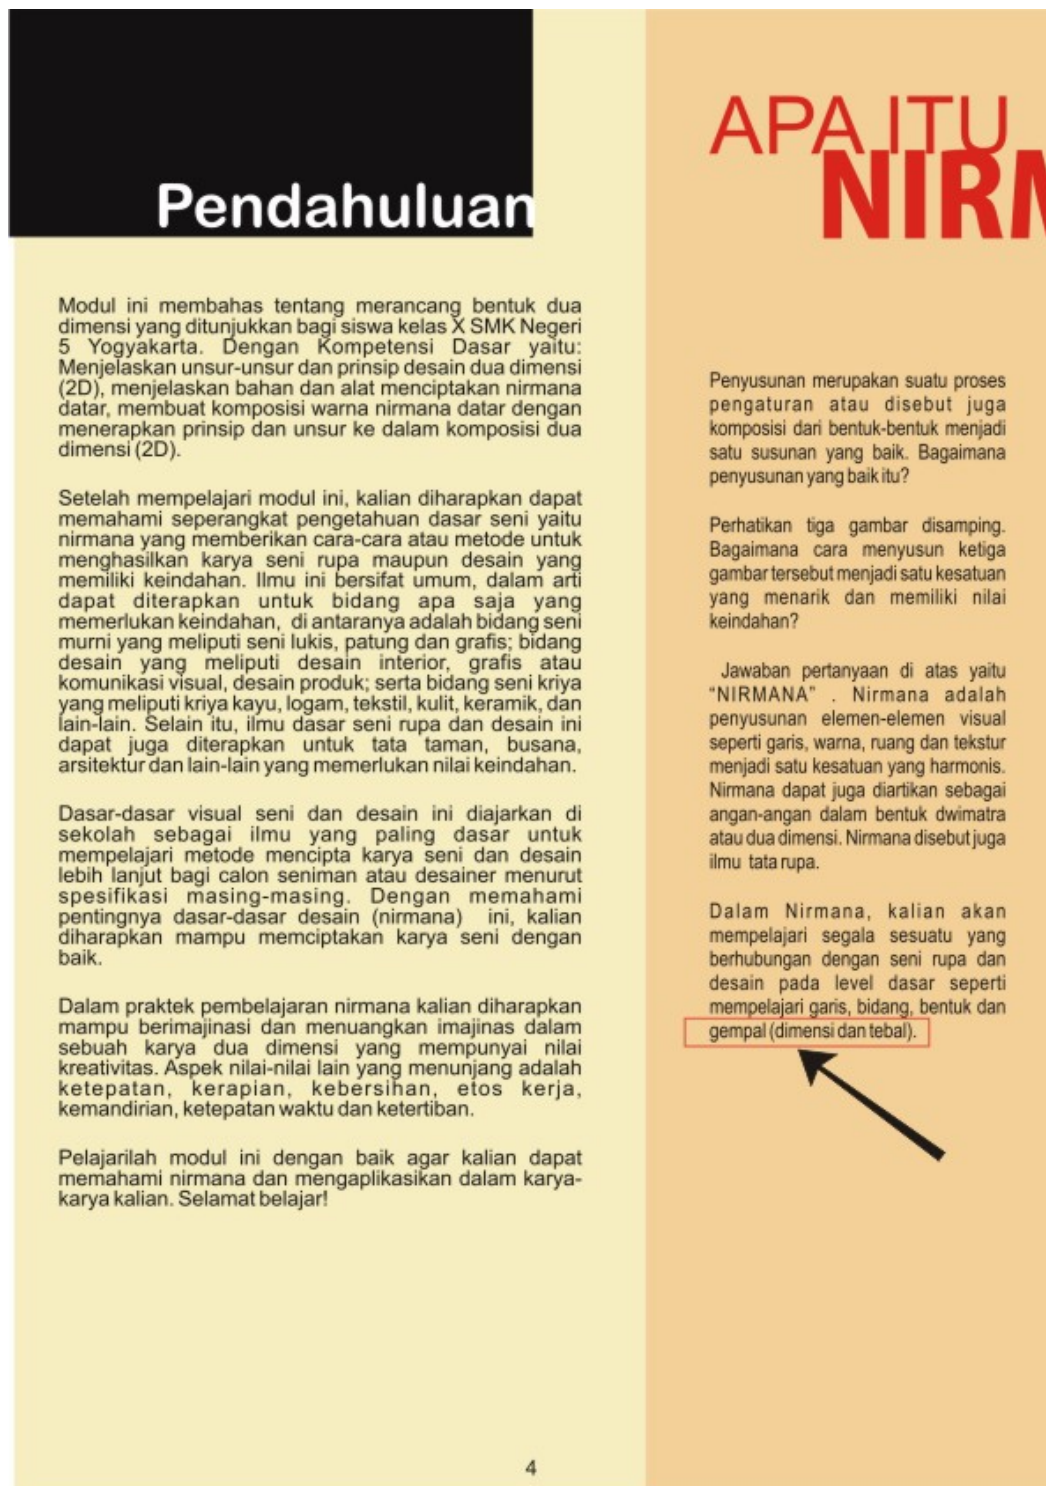 Pendahuluan
Modul ini membahas tentang merancang bentuk dua
dimensi yang ditunjukkan bagi siswa kelas X SMK Negeri
5 Yogyakarta. Dengan Kompetensi Dasar yaitu:
Menjelaskan unsur-unsur dan prinsip desain dua dimensi
(2D), menjelaskan bahan dan alat menciptakan nirmana
datar, membuat komposisi warna nirmana datar dengan
menerapkan prinsip dan unsur ke dalam komposisi dua
dimensi (2D).
Setelah mempelajari modul ini, kalian diharapkan dapat
memahami seperangkat pengetahuan dasar seni yaitu
nirmana yang memberikan cara-cara atau metode untuk
menghasilkan karya seni rupa maupun desain yang
memiliki keindahan. Ilmu ini bersifat umum, dalam arti
dapat diterapkan untuk bidang apa saja yang
memerlukan keindahan, di antaranya adalah bidang seni
murni yang meliputi seni lukis, patung dan grafis; bidang
desain yang meliputi desain interior, grafis atau
komunikasi visual, desain produk; serta bidang seni kriya
yang meliputi kriya kayu, logam, tekstil, kulit, keramik, dan
lain-lain. Selain itu, ilmu dasar seni rupa dan desain ini
dapat juga diterapkan untuk tata taman, busana,
arsitektur dan lain-lain yang memerlukan nilai keindahan.
Dasar-dasar visual seni dan desain ini diajarkan di
sekolah sebagai ilmu yang paling dasar untuk
mempelajari metode mencipta karya seni dan desain
lebih lanjut bagi calon seniman atau desainer menurut
spesifikasi masing-masing. Dengan memahami
pentingnya dasar-dasar desain (nirmana) ini, kalian
diharapkan mampu memciptakan karya seni dengan
baik.
Dalam praktek pembelajaran nirmana kalian diharapkan
mampu berimajinasi dan menuangkan imajinas dalam
sebuah karya dua dimensi yang mempunyai nilai
kreativitas. Aspek nilai-nilai lain yang menunjang adalah
ketepatan, kerapian, kebersihan, etos kerja,
kemandirian, ketepatan waktu dan ketertiban.
Pelajarilah modul ini dengan baik agar kalian dapat
memahami nirmana dan mengaplikasikan dalam karya-
karya kalian. Selamat belajar!
4
APA ITU
NIRM
Penyusunan merupakan suatu proses
pengaturan atau disebut juga
komposisi dari bentuk-bentuk menjadi
satu susunan yang baik. Bagaimana
penyusunan yang baik itu?
Perhatikan tiga gambar disamping.
Bagaimana cara menyusun ketiga
gambar tersebut menjadi satu kesatuan
yang menarik dan memiliki nilai
keindahan?
Jawaban pertanyaan di atas yaitu
“NIRMANA” . Nirmana adalah
penyusunan elemen-elemen visual
seperti garis, warna, ruang dan tekstur
menjadi satu kesatuan yang harmonis.
Nirmana dapat juga diartikan sebagai
angan-angan dalam bentuk dwimatra
atau dua dimensi. Nirmana disebut juga
ilmu tata rupa.
Dalam Nirmana, kalian akan
mempelajari segala sesuatu yang
berhubungan dengan seni rupa dan
desain pada level dasar seperti
mempelajari garis, bidang, bentuk dan
gempal (dimensi dan tebal).